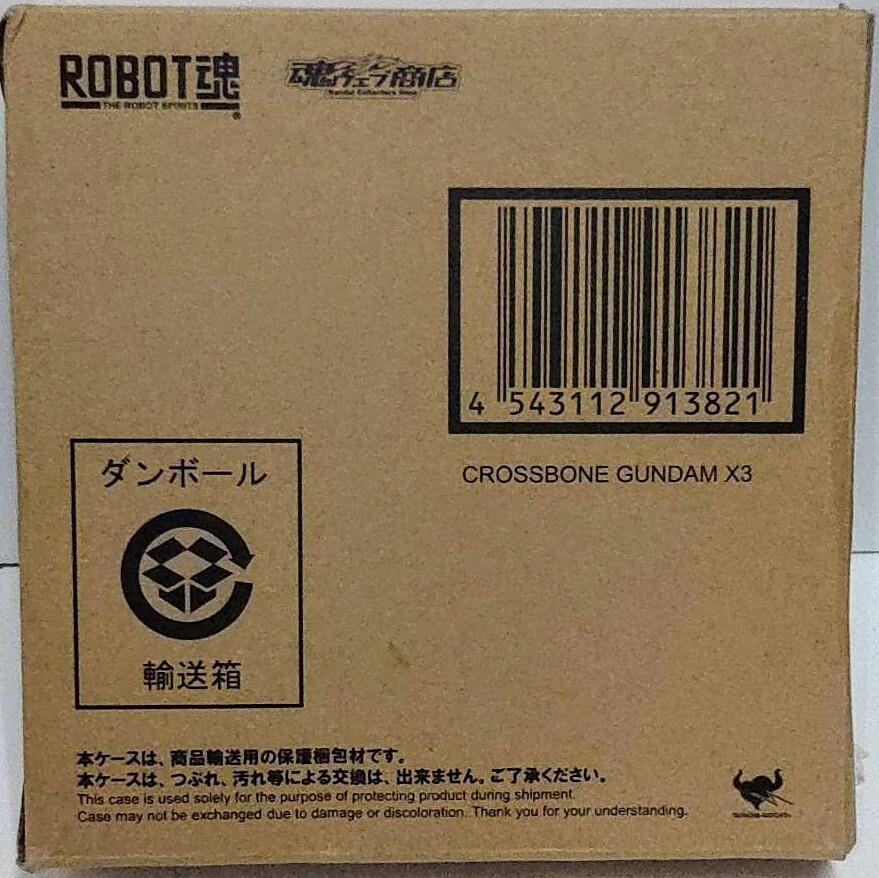 ROBOT魂
THE ROBOT SPIRITS
®
魂ウェブ商店
Bandai Collectors Shop
4 543112 913821
CROSSBONE GUNDAM X3
ダンボール
輸送箱
本ケースは、商品輸送用の保護梱包材です。
本ケースは、つぶれ、汚れ等による交換は、出来ません。ご了承ください。
This case is used solely for the purpose of protecting product during shipment.
Case may not be exchanged due to damage or discoloration. Thank you for your understanding.